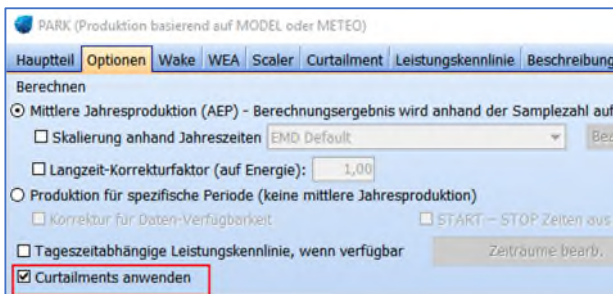 PARK (Produktion basierend auf MODEL oder METEO)
Hauptteil Optionen Wake WEA Scaler Curtailment Leistungskennlinie Beschreibung
Berechnen
Mittlere Jahresproduktion (AEP) - Berechnungsergebnis wird anhand der Samplezahl auf
Skalierung anhand Jahreszeiten EMD Default
Langzeit-Korrekturfaktor (auf Energie): 1,00
Produktion für spezifische Periode (keine mittlere Jahresproduktion)
Korrektur für Daten-Verfügbarkeit START — STOP Zeiten aus
Tageszeitabhängige Leistungskennlinie, wenn verfügbar Zeiträume bearb.
Curtailments anwenden